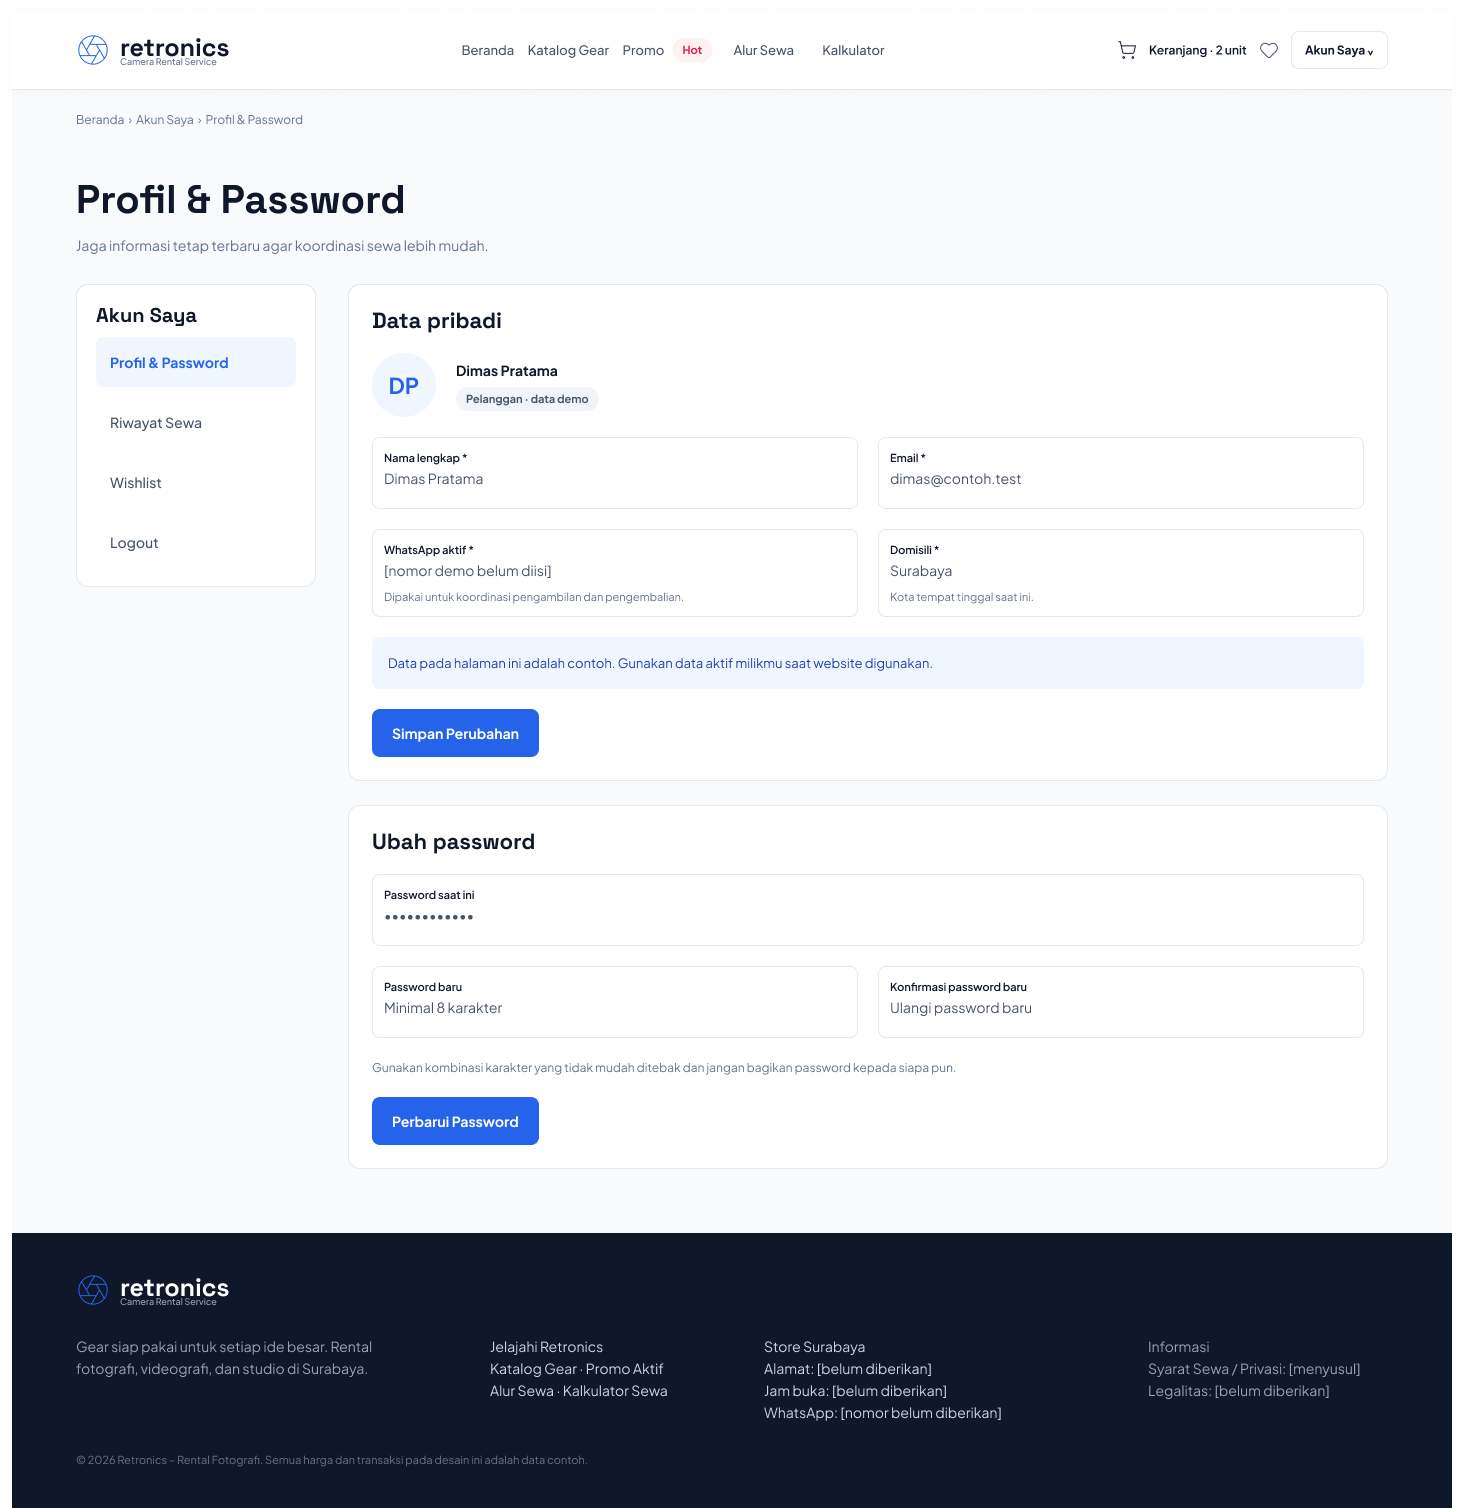 retronics
Camera Rental Service
Beranda Katalog Gear Promo Hot Alur Sewa Kalkulator
Keranjang · 2 unit
Akun Saya
Beranda › Akun Saya › Profil & Password
Profil & Password
Jaga informasi tetap terbaru agar koordinasi sewa lebih mudah.
Akun Saya
Profil & Password
Riwayat Sewa
Wishlist
Logout
Data pribadi
DP
Dimas Pratama
Pelanggan · data demo
Nama lengkap *
Dimas Pratama
Email *
dimas@contoh.test
WhatsApp aktif *
[nomor demo belum diisi]
Dipakai untuk koordinasi pengambilan dan pengembalian.
Domisili *
Surabaya
Kota tempat tinggal saat ini.
Data pada halaman ini adalah contoh. Gunakan data aktif milikmu saat website digunakan.
Simpan Perubahan
Ubah password
Password saat ini
••••••••••••
Password baru
Minimal 8 karakter
Konfirmasi password baru
Ulangi password baru
Gunakan kombinasi karakter yang tidak mudah ditebak dan jangan bagikan password kepada siapa pun.
Perbarui Password
retronics
Camera Rental Service
Gear siap pakai untuk setiap ide besar. Rental
fotografi, videografi, dan studio di Surabaya.
Jelajahi Retronics
Katalog Gear · Promo Aktif
Alur Sewa · Kalkulator Sewa
Store Surabaya
Alamat: [belum diberikan]
Jam buka: [belum diberikan]
WhatsApp: [nomor belum diberikan]
Informasi
Syarat Sewa / Privasi: [menyusul]
Legalitas: [belum diberikan]
© 2026 Retronics – Rental Fotografi. Semua harga dan transaksi pada desain ini adalah data contoh.